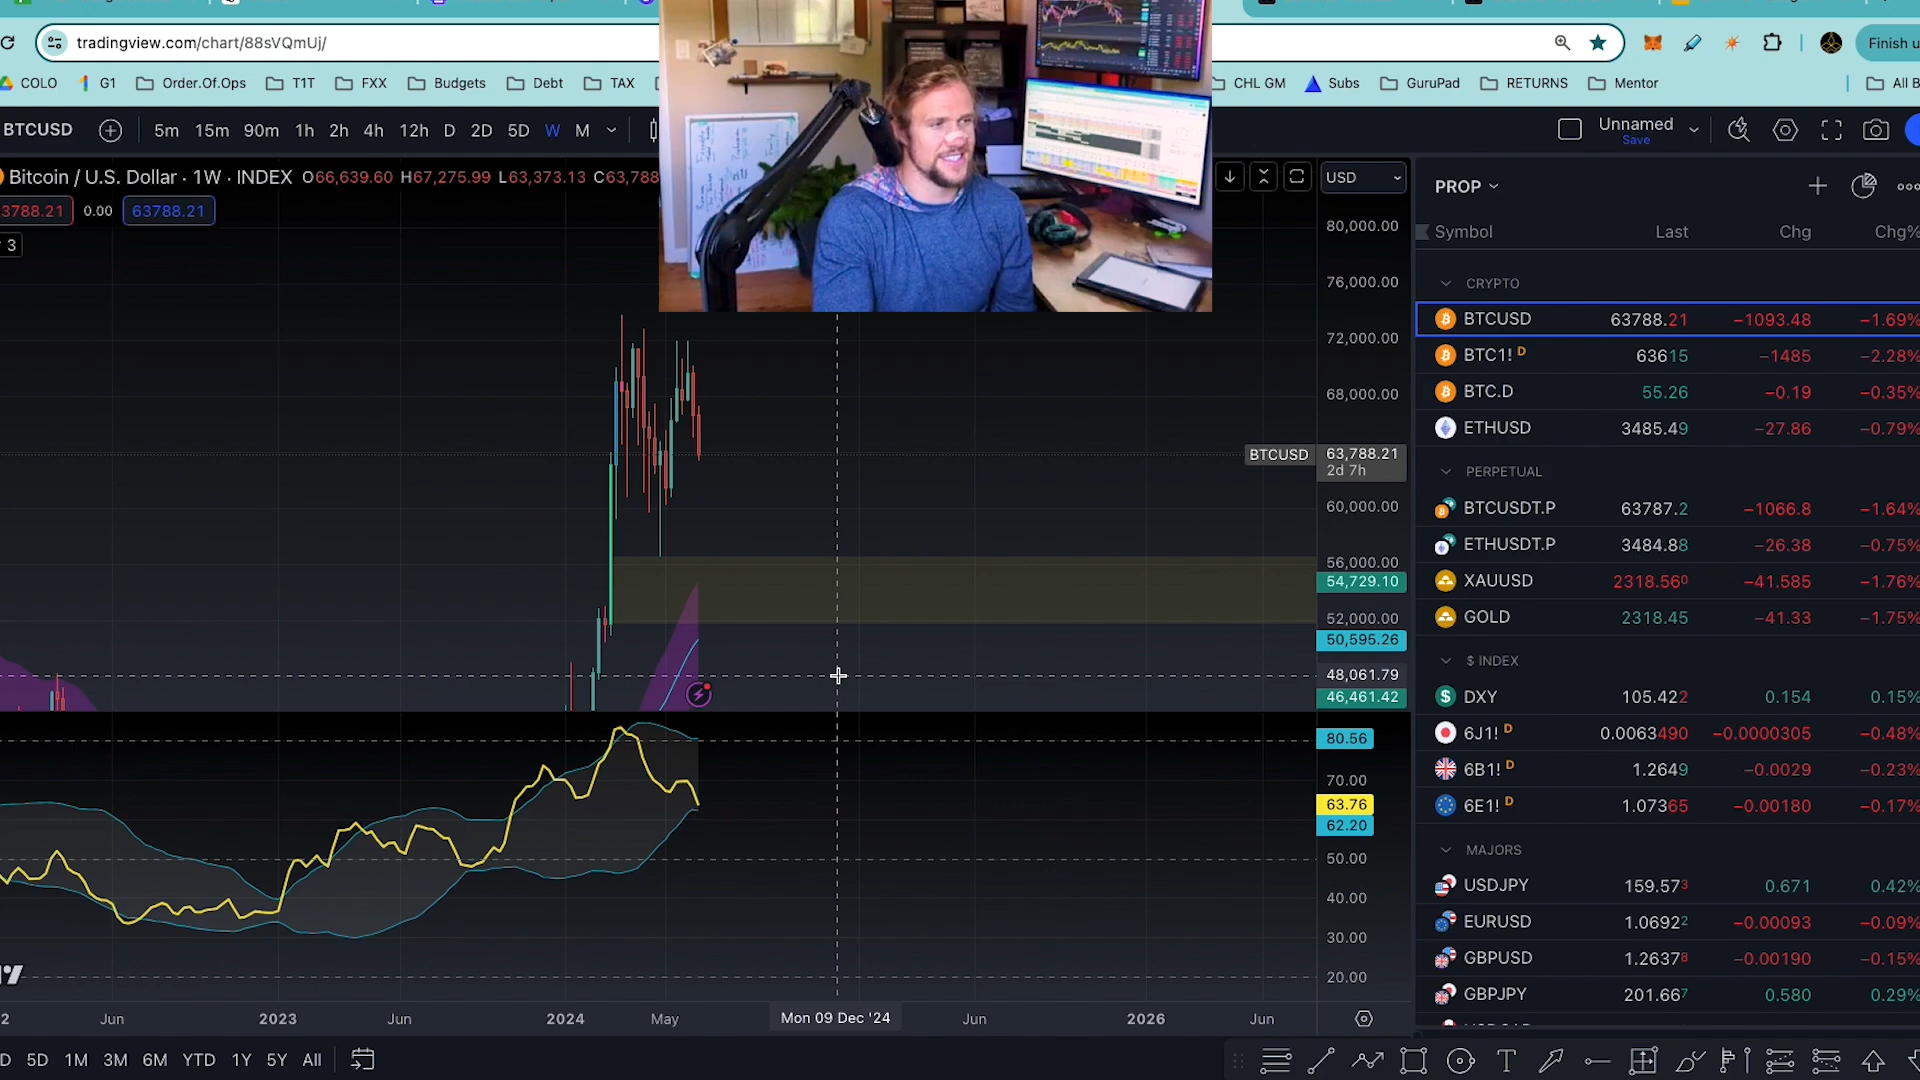 tradingview.com/chart/88sVQmUj/
Finish u
COLO G1 Order.Of.Ops T1T FXX Budgets Debt TAX CHL GM Subs GuruPad RETURNS Mentor All B
BTCUSD 5m 15m 90m 1h 2h 4h 12h D 2D 5D W M Unnamed
Save
Bitcoin / U.S. Dollar · 1W · INDEX O66,639.60 H67,275.99 L63,373.13 C63,788
3788.21 0.00 63788.21
3
USD
80,000.00
76,000.00
72,000.00
68,000.00
BTCUSD 63,788.21
2d 7h
60,000.00
56,000.00
54,729.10
52,000.00
50,595.26
48,061.79
46,461.42
80.56
70.00
63.76
62.20
50.00
40.00
30.00
20.00
2 Jun 2023 Jun 2024 May Mon 09 Dec '24 Jun 2026 Jun
D 5D 1M 3M 6M YTD 1Y 5Y All
PROP
Symbol Last Chg Chg%
CRYPTO
BTCUSD 63788.21 −1093.48 −1.69%
BTC1! D 63615 −1485 −2.28%
BTC.D 55.26 −0.19 −0.35%
ETHUSD 3485.49 −27.86 −0.79%
PERPETUAL
BTCUSDT.P 63787.2 −1066.8 −1.64%
ETHUSDT.P 3484.88 −26.38 −0.75%
XAUUSD 2318.560 −41.585 −1.76%
GOLD 2318.45 −41.33 −1.75%
$ INDEX
DXY 105.422 0.154 0.15%
6J1! D 0.0063490 −0.0000305 −0.48%
6B1! D 1.2649 −0.0029 −0.23%
6E1! D 1.07365 −0.00180 −0.17%
MAJORS
USDJPY 159.573 0.671 0.42%
EURUSD 1.06922 −0.00093 −0.09%
GBPUSD 1.26378 −0.00190 −0.15%
GBPJPY 201.667 0.580 0.29%